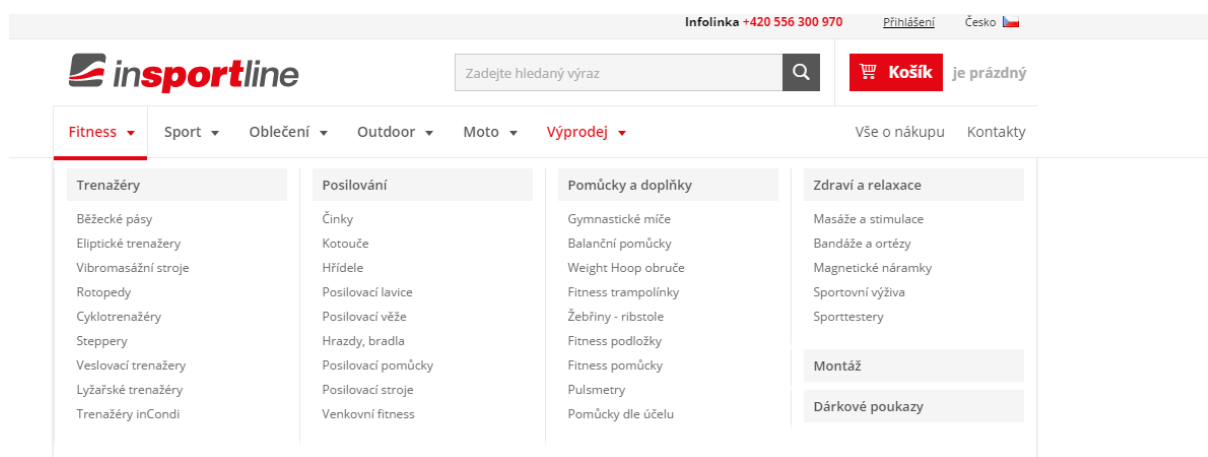 Infolinka +420 556 300 970 Přihlášení Česko
insportline
Zadejte hledaný výraz
Košík je prázdný
Fitness Sport Oblečení Outdoor Moto Výprodej Vše o nákupu Kontakty
Trenažéry
Běžecké pásy
Eliptické trenažery
Vibromasážní stroje
Rotopedy
Cyklotrenažéry
Steppery
Veslovací trenažery
Lyžařské trenažéry
Trenažéry inCondi
Posilování
Činky
Kotouče
Hřídele
Posilovací lavice
Posilovací věže
Hrazdy, bradla
Posilovací pomůcky
Posilovací stroje
Venkovní fitness
Pomůcky a doplňky
Gymnastické míče
Balanční pomůcky
Weight Hoop obruče
Fitness trampolínky
Žebřiny - ribstole
Fitness podložky
Fitness pomůcky
Pulsmetry
Pomůcky dle účelu
Zdraví a relaxace
Masáže a stimulace
Bandáže a ortézy
Magnetické náramky
Sportovní výživa
Sporttestery
Montáž
Dárkové poukazy